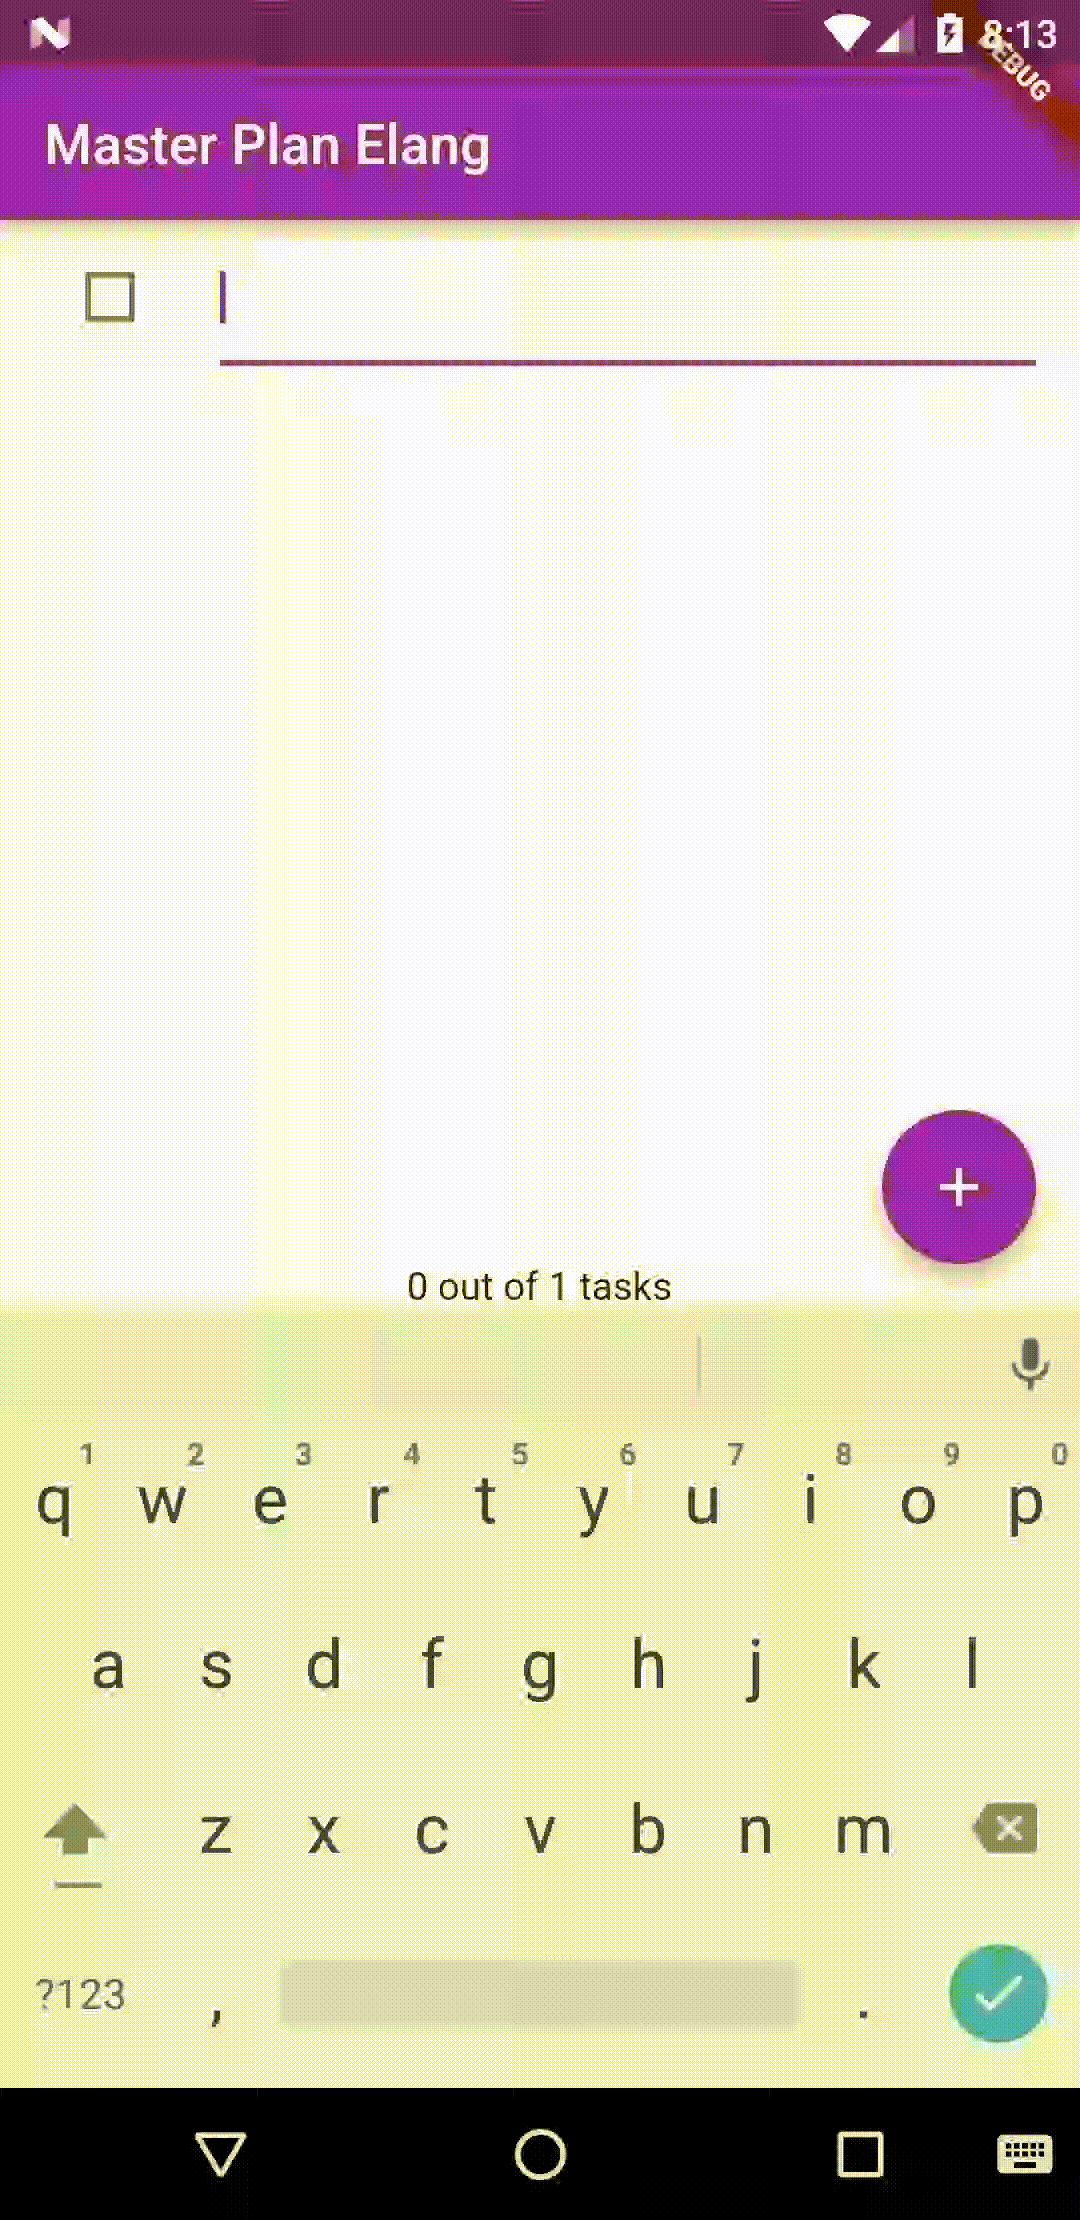 8:13
DEBUG
Master Plan Elang
0 out of 1 tasks
1 2 3 4 5 6 7 8 9 0
q w e r t y u i o p
a s d f g h j k l
z x c v b n m
?123 , .